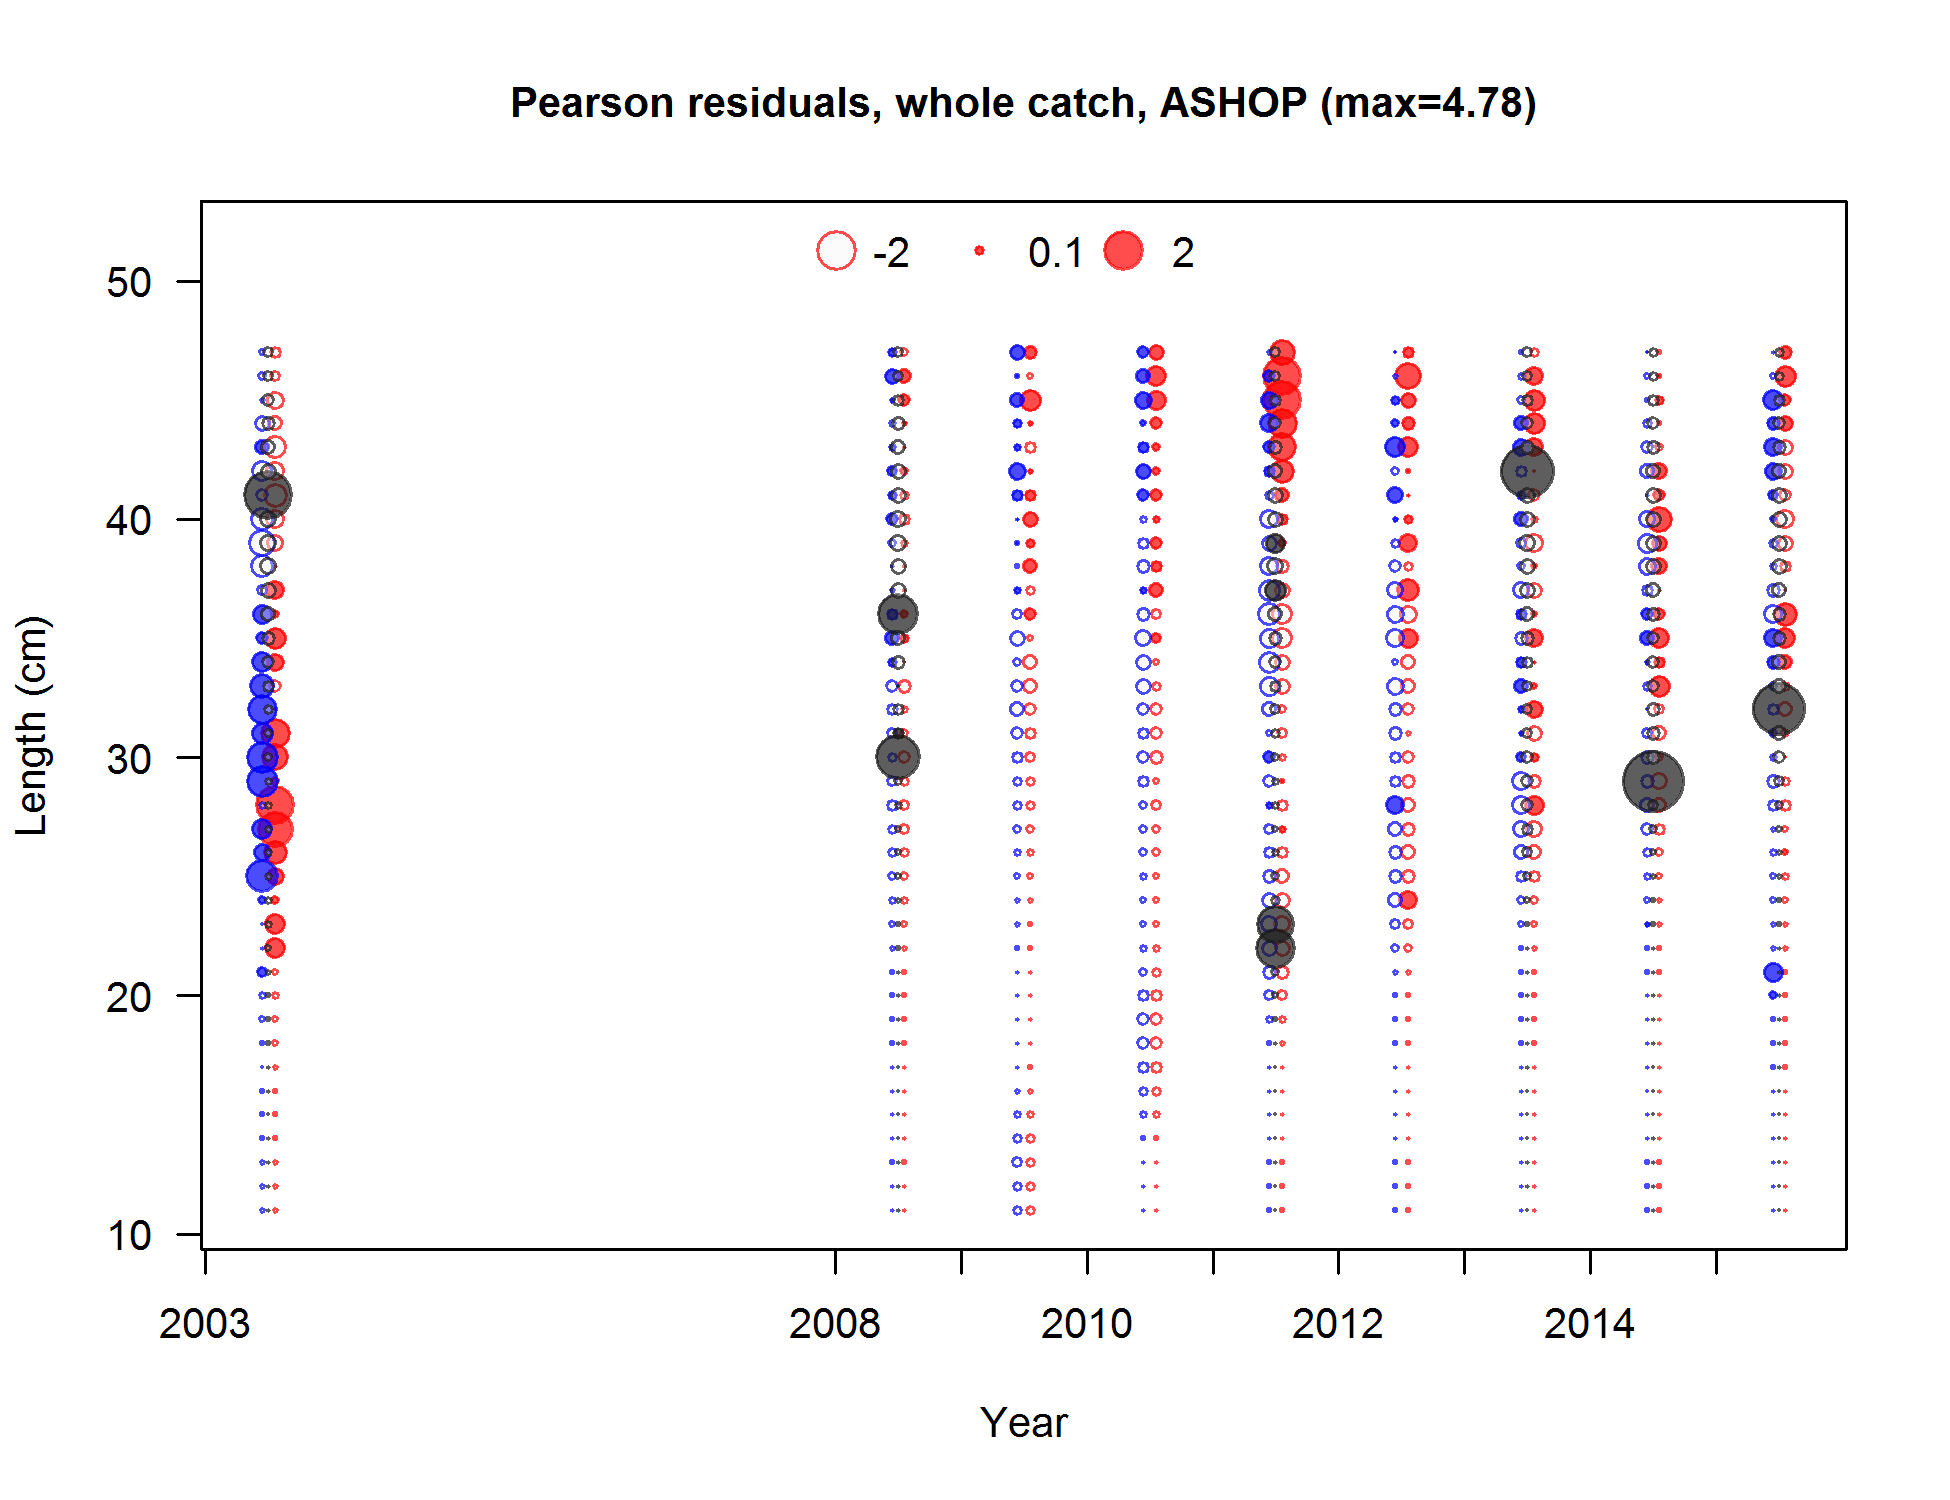 Pearson residuals, whole catch, ASHOP (max=4.78)
-2 0.1 2
50
40
30
20
10
Length (cm)
2003 2008 2010 2012 2014
Year